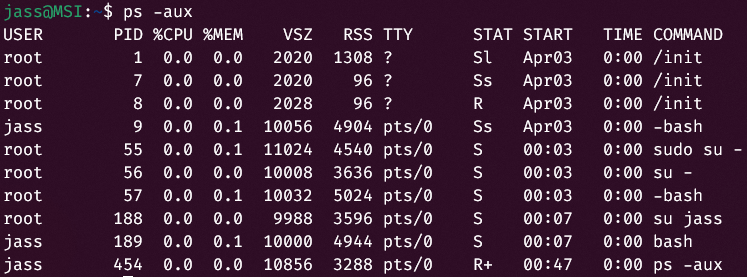 jass@MSI:~$ ps -aux
USER       PID %CPU %MEM    VSZ   RSS TTY      STAT START   TIME COMMAND
root         1  0.0  0.0   2020  1308 ?        Sl   Apr03   0:00 /init
root         7  0.0  0.0   2020    96 ?        Ss   Apr03   0:00 /init
root         8  0.0  0.0   2028    96 ?        R    Apr03   0:00 /init
jass         9  0.0  0.1  10056  4904 pts/0    Ss   Apr03   0:00 -bash
root        55  0.0  0.1  11024  4540 pts/0    S    00:03   0:00 sudo su -
root        56  0.0  0.0  10008  3636 pts/0    S    00:03   0:00 su -
root        57  0.0  0.1  10032  5024 pts/0    S    00:03   0:00 -bash
root       188  0.0  0.0   9988  3596 pts/0    S    00:07   0:00 su jass
jass       189  0.0  0.1  10000  4944 pts/0    S    00:07   0:00 bash
jass       454  0.0  0.0  10856  3288 pts/0    R+   00:47   0:00 ps -aux